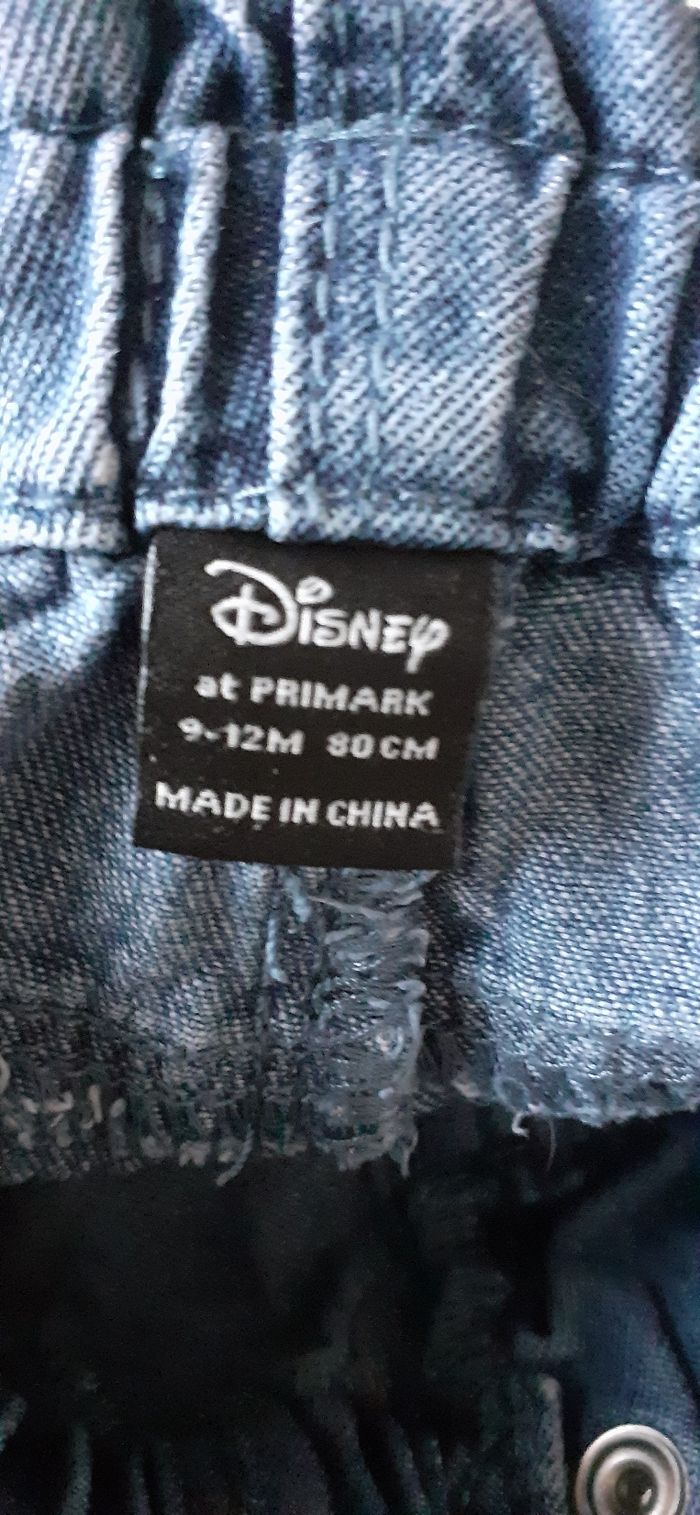 Disney
at PRIMARK
9-12M 80CM
MADE IN CHINA